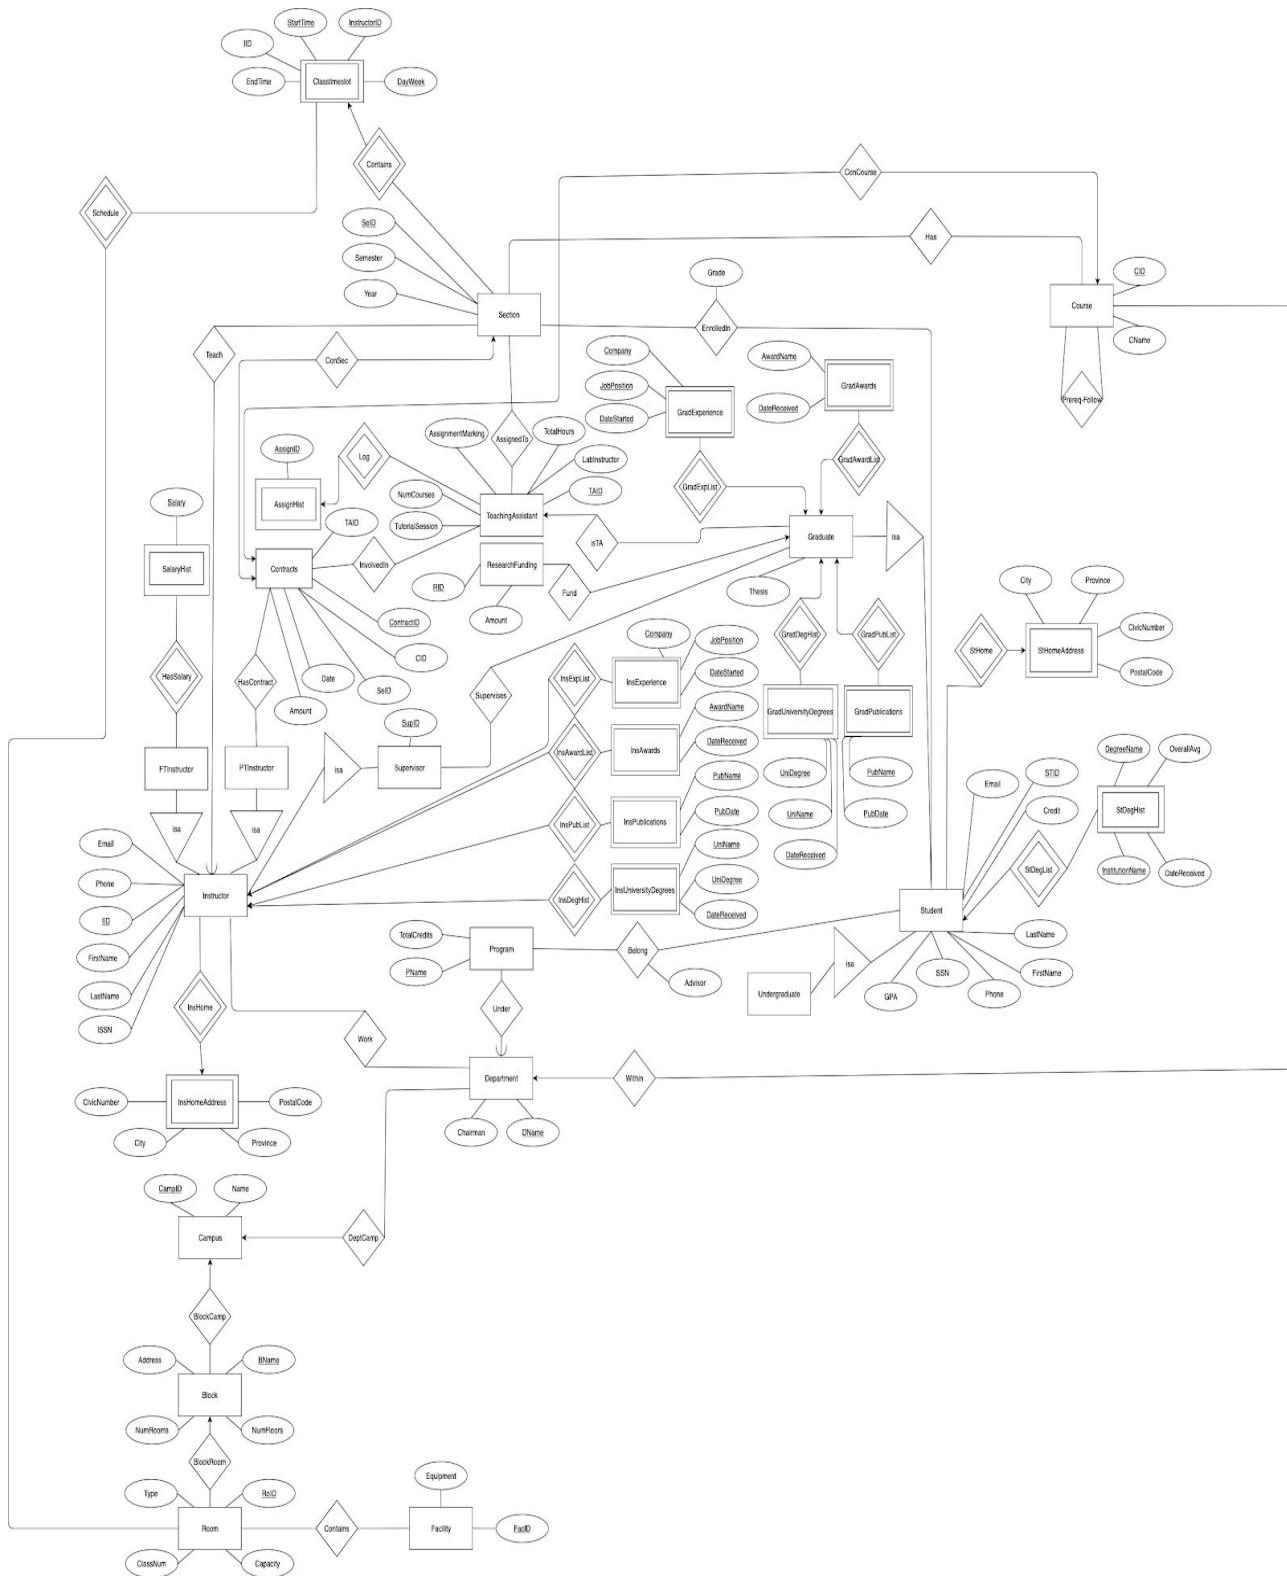 StartTime
InstructorID
IID
EndTime
Classtimeslot
DayWeek
Contains
ConCourse
Schedule
SeID
Has
Semester
Grade
CID
Year
Section
EnrolledIn
Course
Teach
ConSec
Company
AwardName
CName
JobPosition
GradAwards
DateStarted
GradExperience
DateReceived
Prereq-Follow
AssignmentMarking
AssignedTo
TotalHours
AssignID
Log
LabInstructor
GradAwardList
Salary
AssignHist
NumCourses
TAID
GradExpList
TAID
TutorialSession
TeachingAssistant
isTA
Graduate
isa
SalaryHist
Contracts
InvolvedIn
ResearchFunding
RID
Fund
Thesis
City
Province
Amount
ContractID
CivicNumber
GradDegHist
GradPubList
Company
JobPosition
StHome
StHomeAddress
CID
PostalCode
HasSalary
HasContract
Date
SeID
InsExpList
InsExperience
DateStarted
Supervises
Amount
AwardName
GradUniversityDegrees
GradPublications
SupID
InsAwardList
InsAwards
DateReceived
DegreeName
OverallAvg
FTInstructor
PTInstructor
isa
Supervisor
UniDegree
PubName
STID
PubName
Email
InsPubList
InsPublications
PubDate
UniName
PubDate
Credit
StDegHist
isa
isa
Email
UniName
DateReceived
StDegList
InstitutionName
DateReceived
Phone
InsUniversityDegrees
UniDegree
Instructor
InsDegHist
DateReceived
Student
IID
TotalCredits
LastName
FirstName
Program
Belong
isa
PName
SSN
FirstName
LastName
Advisor
Undergraduate
GPA
Phone
InsHome
Under
ISSN
Work
Department
Within
CivicNumber
InsHomeAddress
PostalCode
City
Province
Chairman
DName
CampID
Name
Campus
DeptCamp
BlockCamp
Address
BName
Block
NumRooms
NumFloors
BlockRoom
Equipment
Type
RoID
Room
Contains
Facility
FacID
ClassNum
Capacity